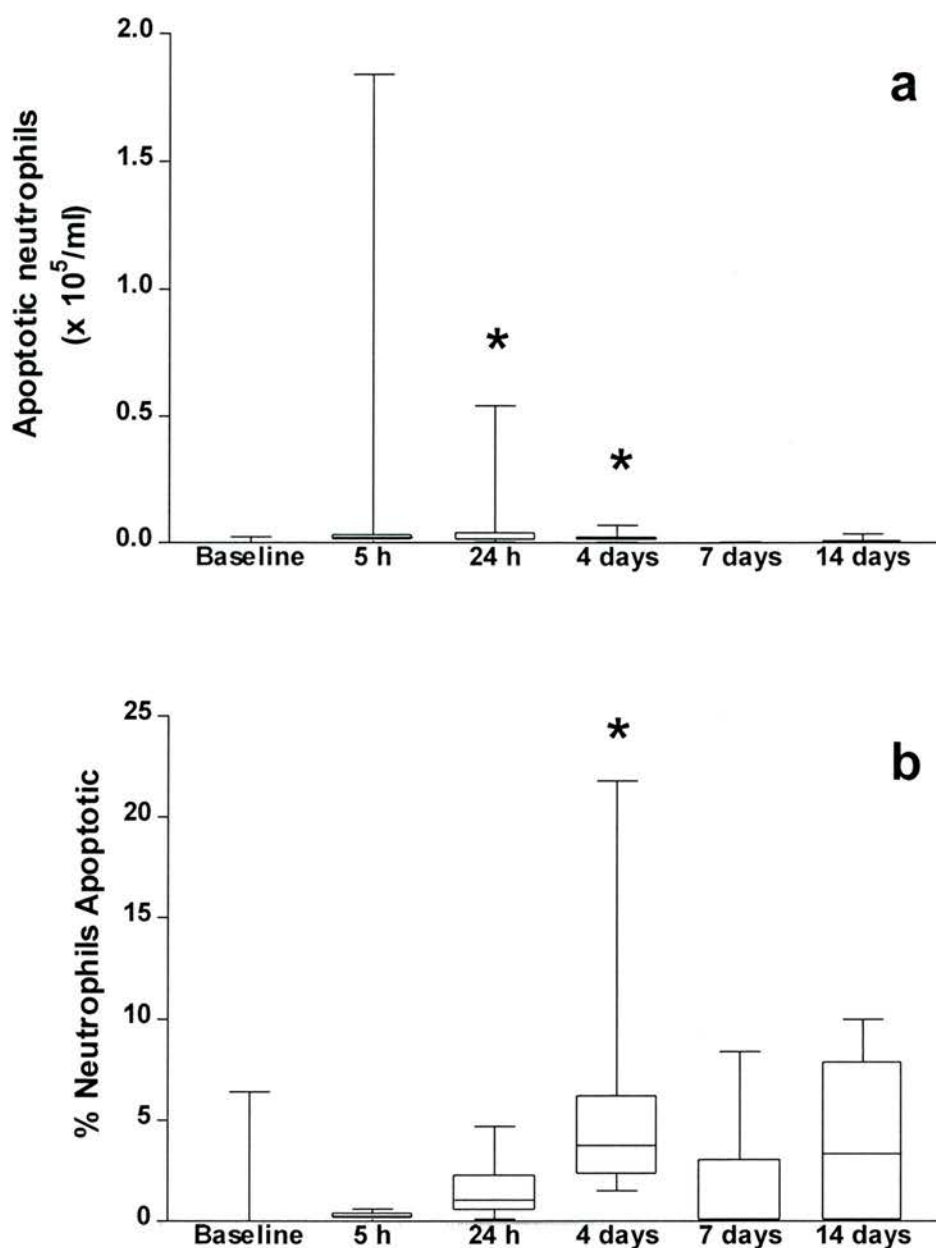 a
Apoptotic neutrophils
(x 10⁵/ml)
2.0
1.5
1.0
0.5
0.0
*
*
Baseline 5 h 24 h 4 days 7 days 14 days
b
% Neutrophils Apoptotic
25
20
15
10
5
0
*
Baseline 5 h 24 h 4 days 7 days 14 days